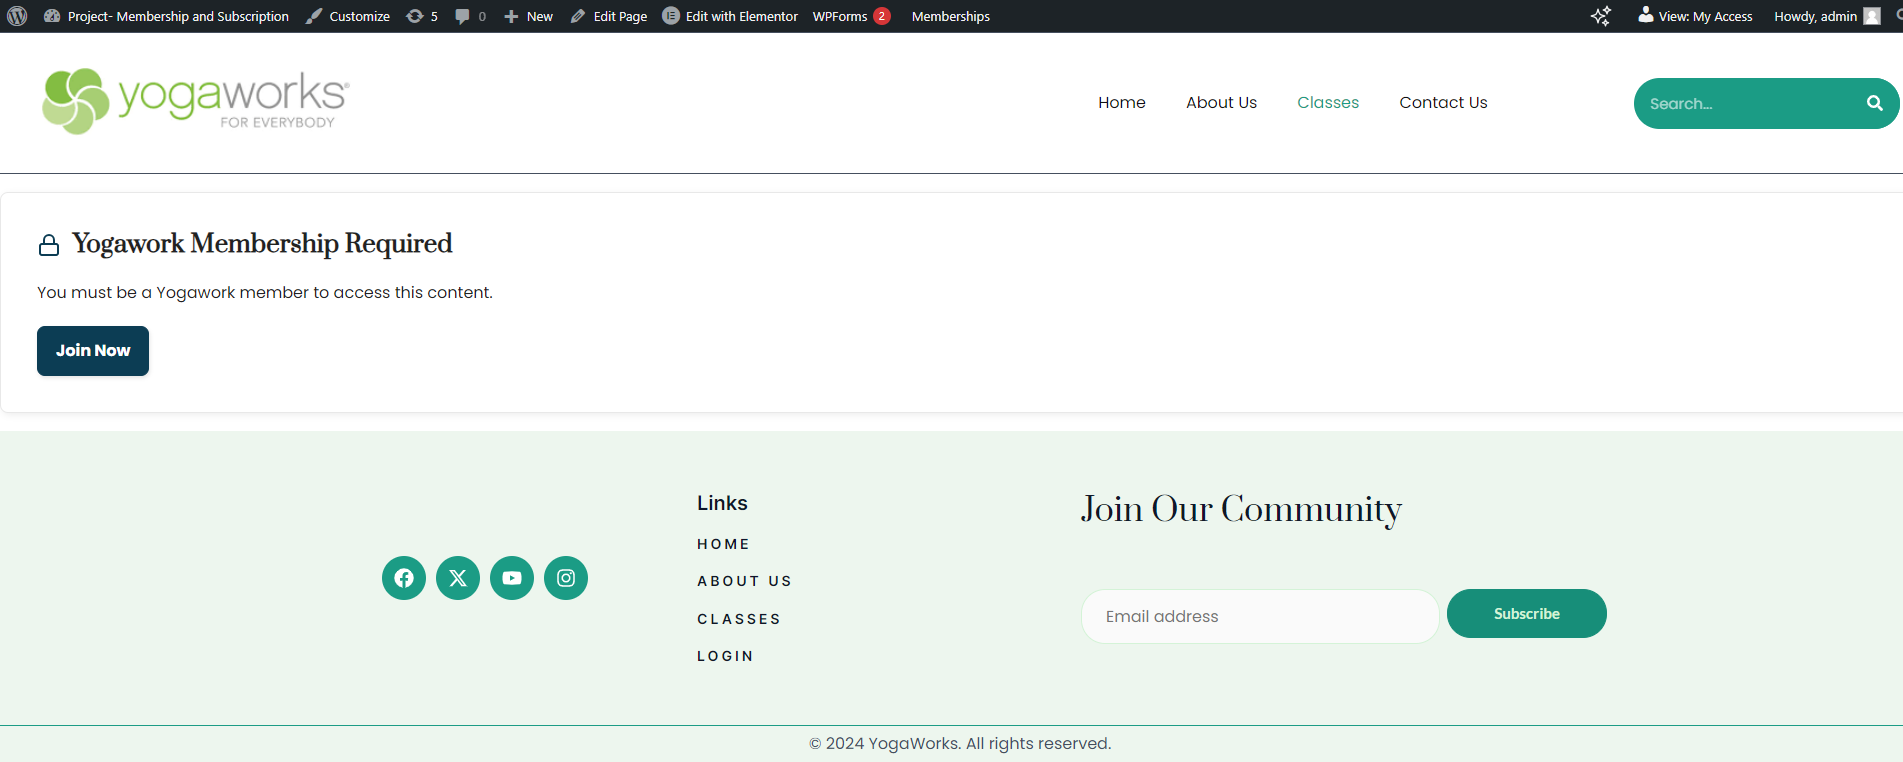 Project- Membership and Subscription Customize 5 0 New Edit Page Edit with Elementor WPForms 2 Memberships View: My Access Howdy, admin
yogaworks®
FOR EVERYBODY
Home About Us Classes Contact Us Search...
Yogawork Membership Required
You must be a Yogawork member to access this content.
Join Now
Links
HOME
ABOUT US
CLASSES
LOGIN
Join Our Community
Email address Subscribe
© 2024 YogaWorks. All rights reserved.